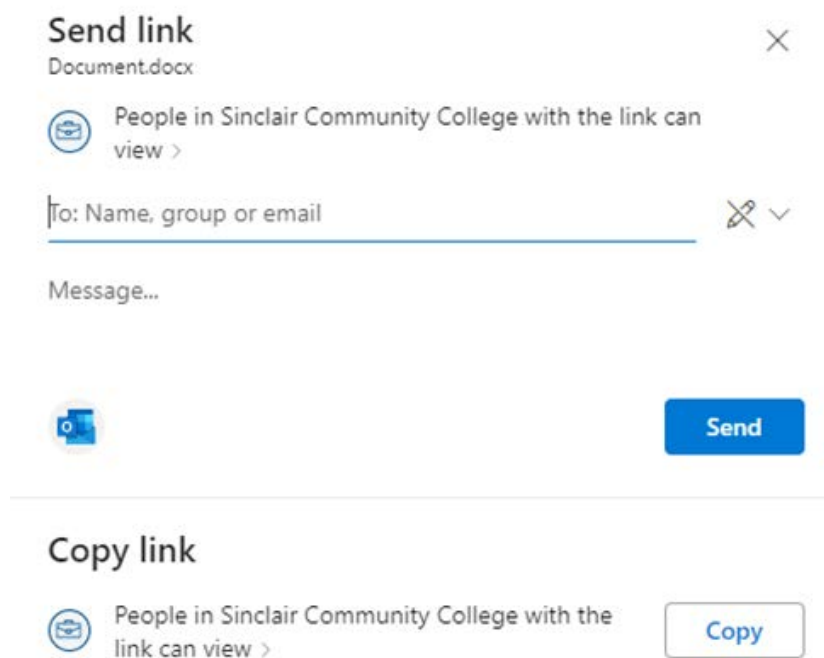 Send link
Document.docx
People in Sinclair Community College with the link can
view >
To: Name, group or email
Message...
Send
Copy link
People in Sinclair Community College with the
link can view >
Copy